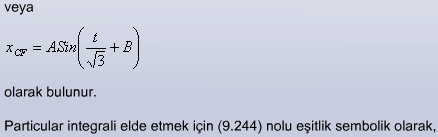 veya
x_CF = ASin(t/√3 + B)
olarak bulunur.
Particular integrali elde etmek için (9.244) nolu eşitlik sembolik olarak,